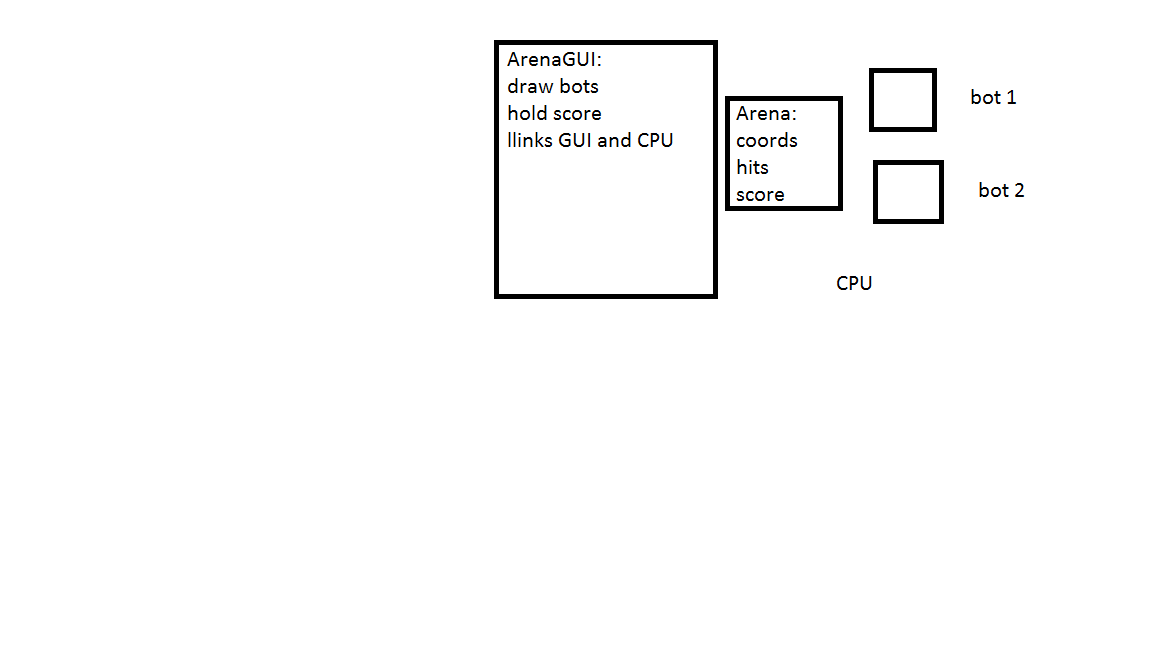 ArenaGUI:
draw bots
hold score
llinks GUI and CPU
Arena:
coords
hits
score
bot 1
bot 2
CPU